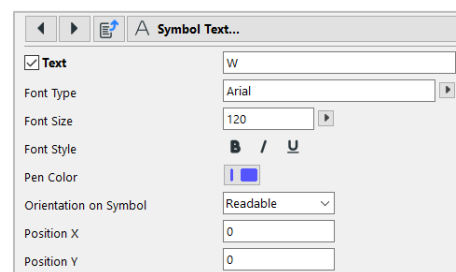 A Symbol Text...
Text W
Font Type Arial
Font Size 120
Font Style B I U
Pen Color
Orientation on Symbol Readable
Position X 0
Position Y 0